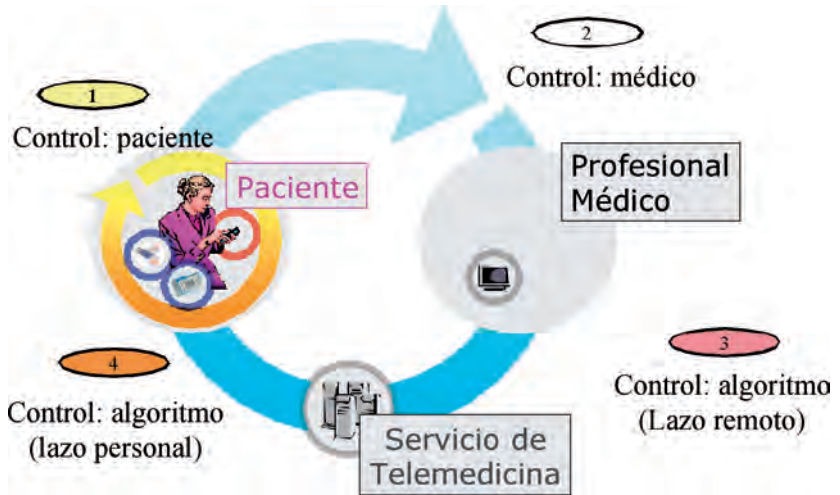 2
Control: médico
1
Control: paciente
Paciente
Profesional
Médico
4
Control: algoritmo
(lazo personal)
3
Control: algoritmo
(Lazo remoto)
Servicio de
Telemedicina